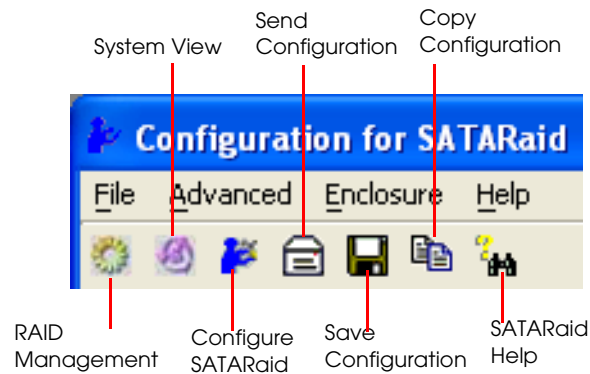 System View
Send
Configuration
Copy
Configuration
Configuration for SATARaid
File Advanced Enclosure Help
RAID
Management
Configure
SATARaid
Save
Configuration
SATARaid
Help